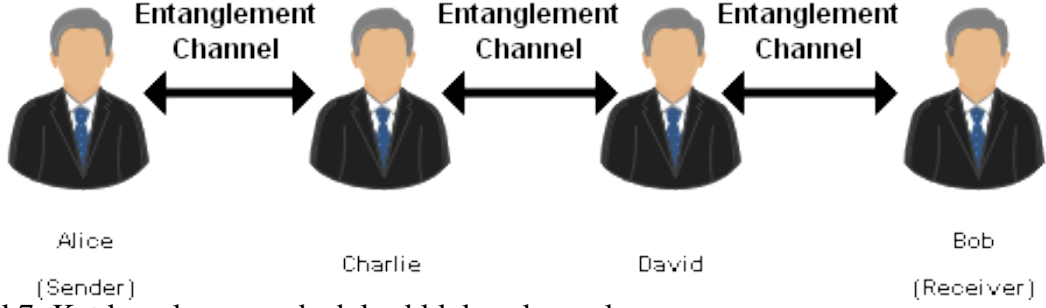 Entanglement Channel
Entanglement Channel
Entanglement Channel
Alice
(Sender)
Charlie
David
Bob
(Receiver)